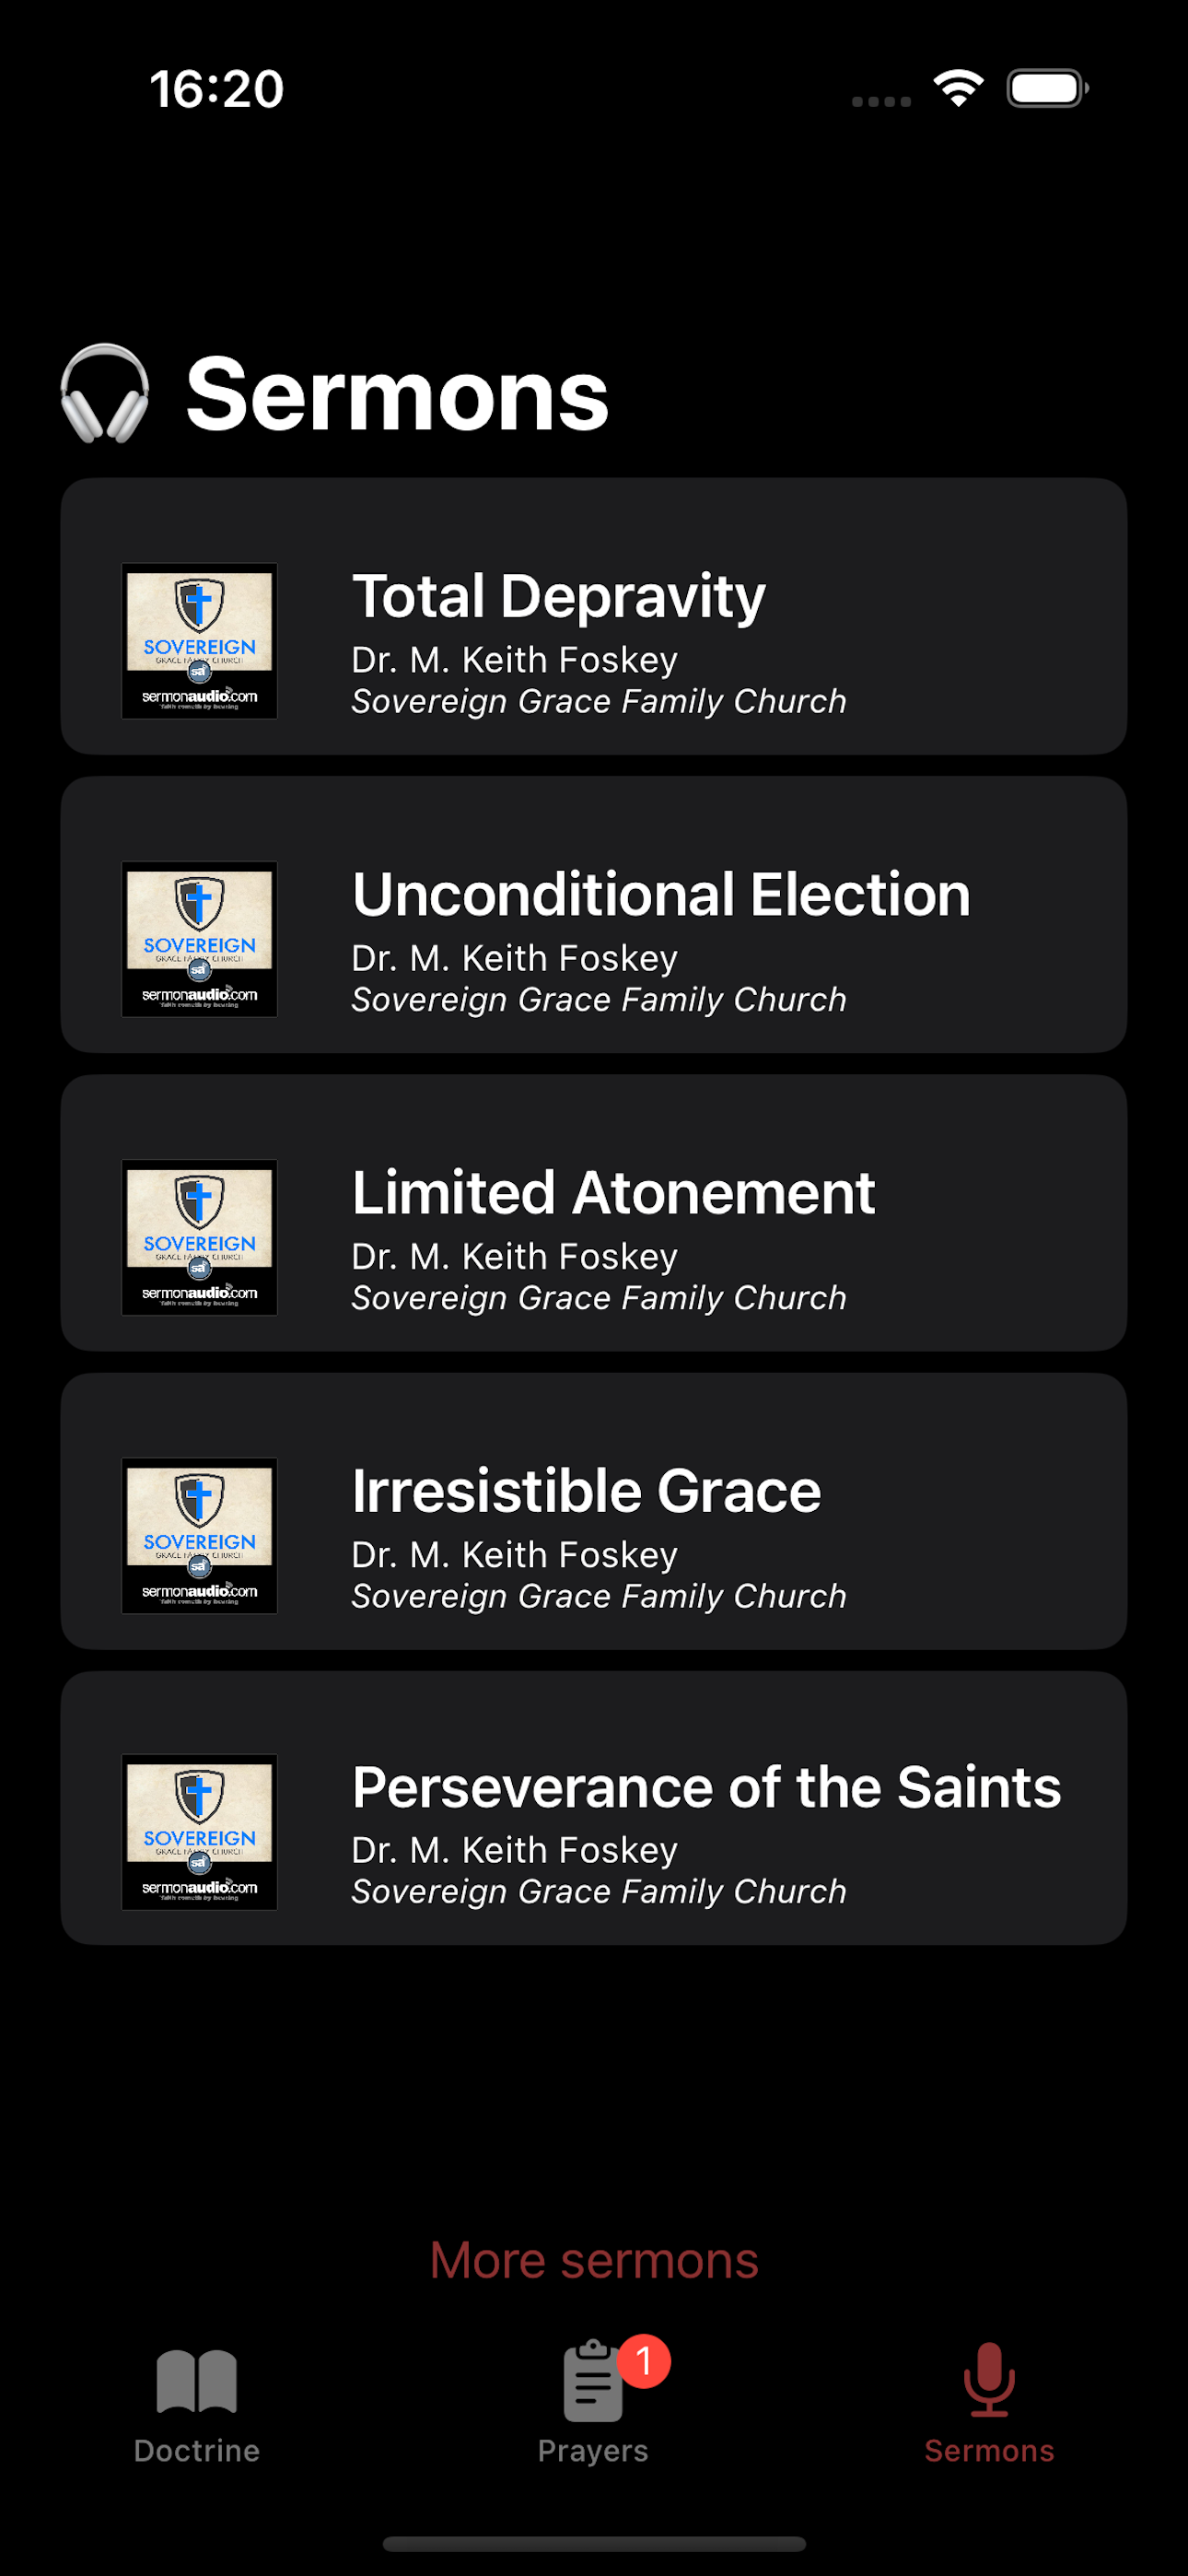 16:20
Sermons
SOVEREIGN
GRACE FAMILY CHURCH
sa
sermonaudio.com
Total Depravity
Dr. M. Keith Foskey
Sovereign Grace Family Church
SOVEREIGN
GRACE FAMILY CHURCH
sa
sermonaudio.com
Unconditional Election
Dr. M. Keith Foskey
Sovereign Grace Family Church
SOVEREIGN
GRACE FAMILY CHURCH
sa
sermonaudio.com
Limited Atonement
Dr. M. Keith Foskey
Sovereign Grace Family Church
SOVEREIGN
GRACE FAMILY CHURCH
sa
sermonaudio.com
Irresistible Grace
Dr. M. Keith Foskey
Sovereign Grace Family Church
SOVEREIGN
GRACE FAMILY CHURCH
sa
sermonaudio.com
Perseverance of the Saints
Dr. M. Keith Foskey
Sovereign Grace Family Church
More sermons
1
Doctrine
Prayers
Sermons